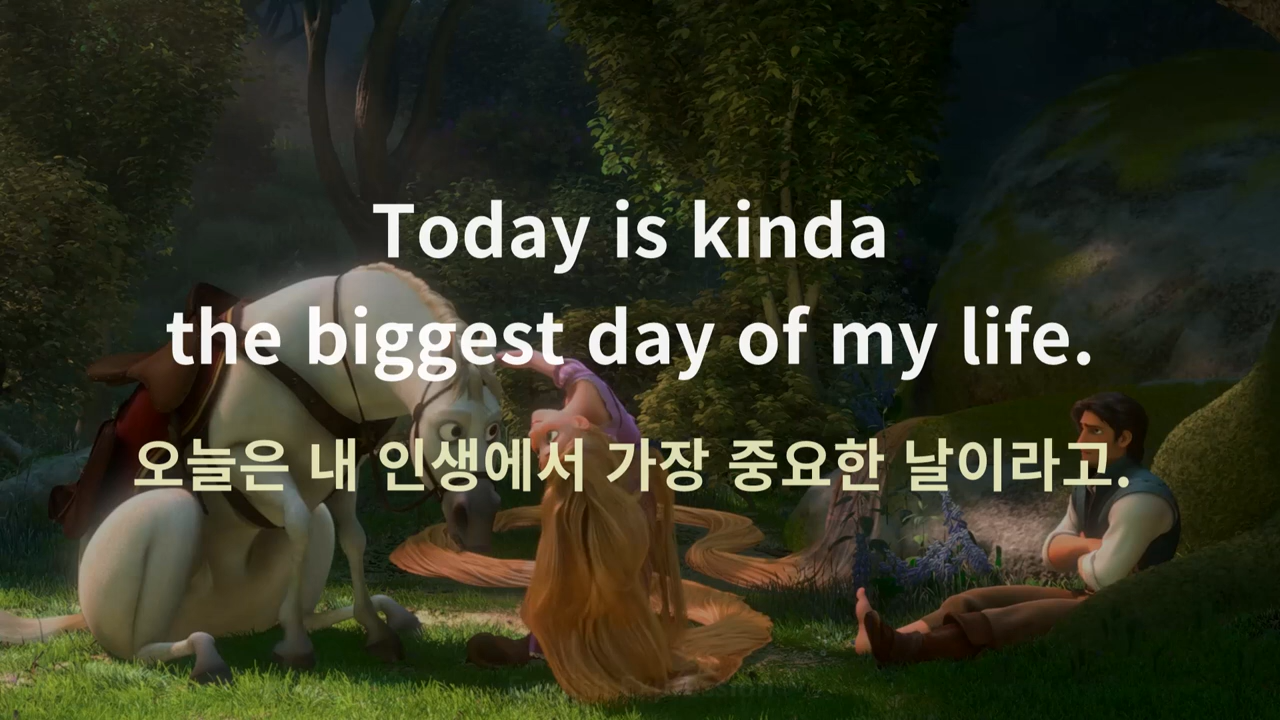 Today is kinda
the biggest day of my life.
오늘은 내 인생에서 가장 중요한 날이라고.